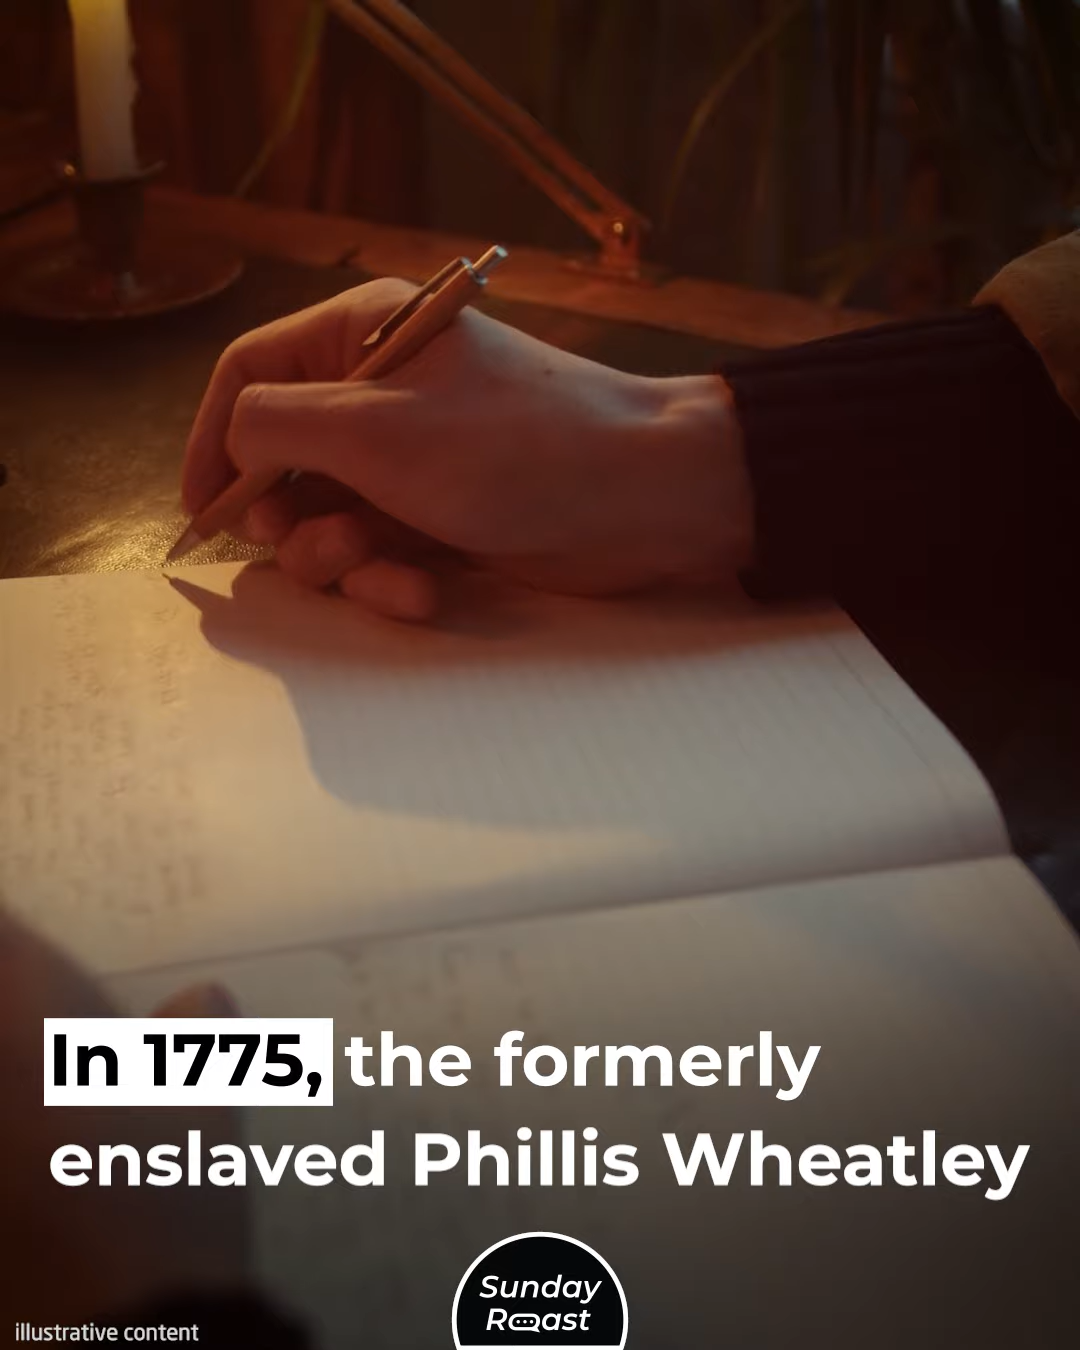 In 1775, the formerly
enslaved Phillis Wheatley
Sunday
Roast
illustrative content